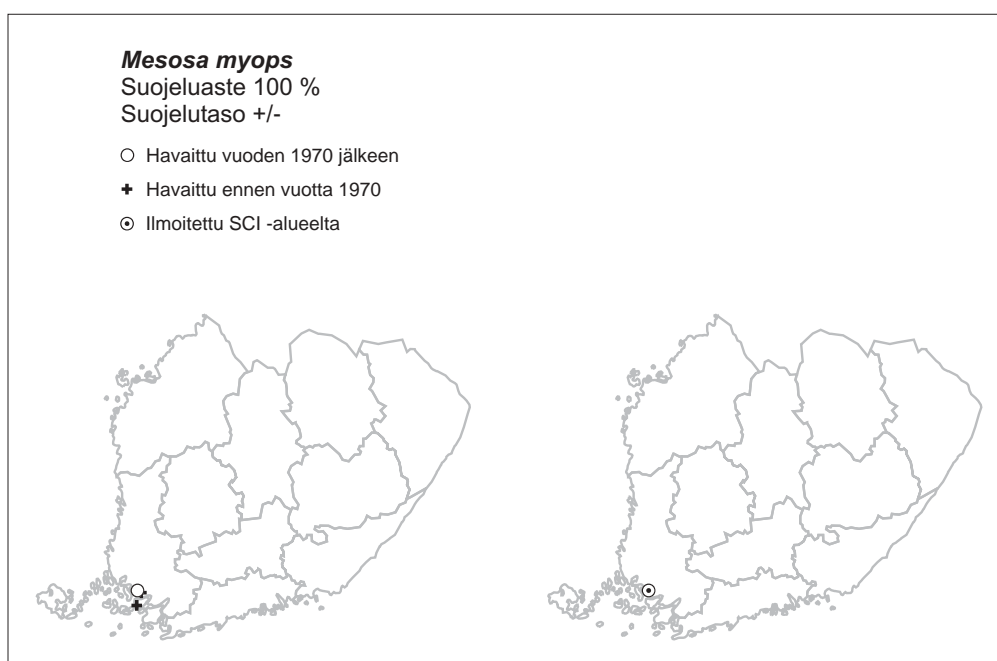 Mesosa myops
Suojeluaste 100 %
Suojelutaso +/-
Havaittu vuoden 1970 jälkeen
Havaittu ennen vuotta 1970
Ilmoitettu SCI -alueelta